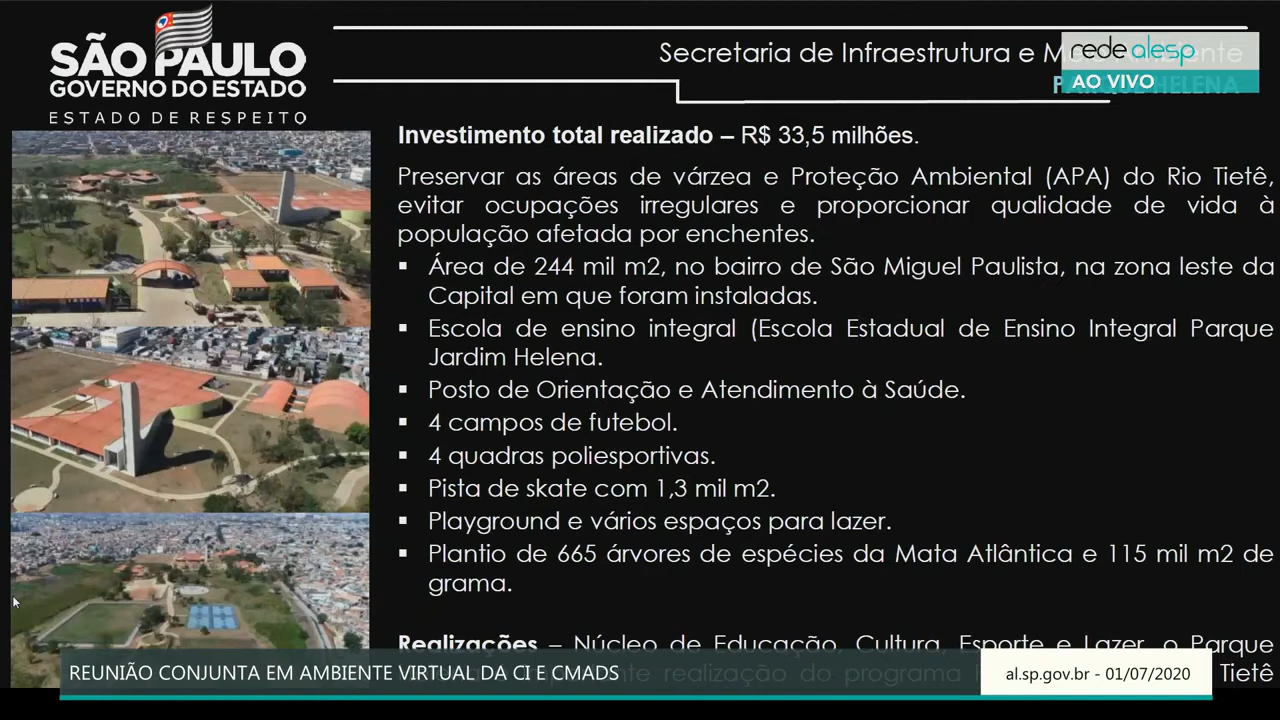 SÃO PAULO
GOVERNO DO ESTADO
ESTADO DE RESPEITO
Secretaria de Infraestrutura e Meio Ambiente
rede alesp
AO VIVO
HELENA
Investimento total realizado – R$ 33,5 milhões.
Preservar as áreas de várzea e Proteção Ambiental (APA) do Rio Tietê,
evitar ocupações irregulares e proporcionar qualidade de vida à
população afetada por enchentes.
▪ Área de 244 mil m2, no bairro de São Miguel Paulista, na zona leste da
Capital em que foram instaladas.
▪ Escola de ensino integral (Escola Estadual de Ensino Integral Parque
Jardim Helena.
▪ Posto de Orientação e Atendimento à Saúde.
▪ 4 campos de futebol.
▪ 4 quadras poliesportivas.
▪ Pista de skate com 1,3 mil m2.
▪ Playground e vários espaços para lazer.
▪ Plantio de 665 árvores de espécies da Mata Atlântica e 115 mil m2 de
grama.
Realizações – Núcleo de Educação, Cultura, Esporte e Lazer, o Parque
realização do programa Tietê
REUNIÃO CONJUNTA EM AMBIENTE VIRTUAL DA CI E CMADS
al.sp.gov.br - 01/07/2020